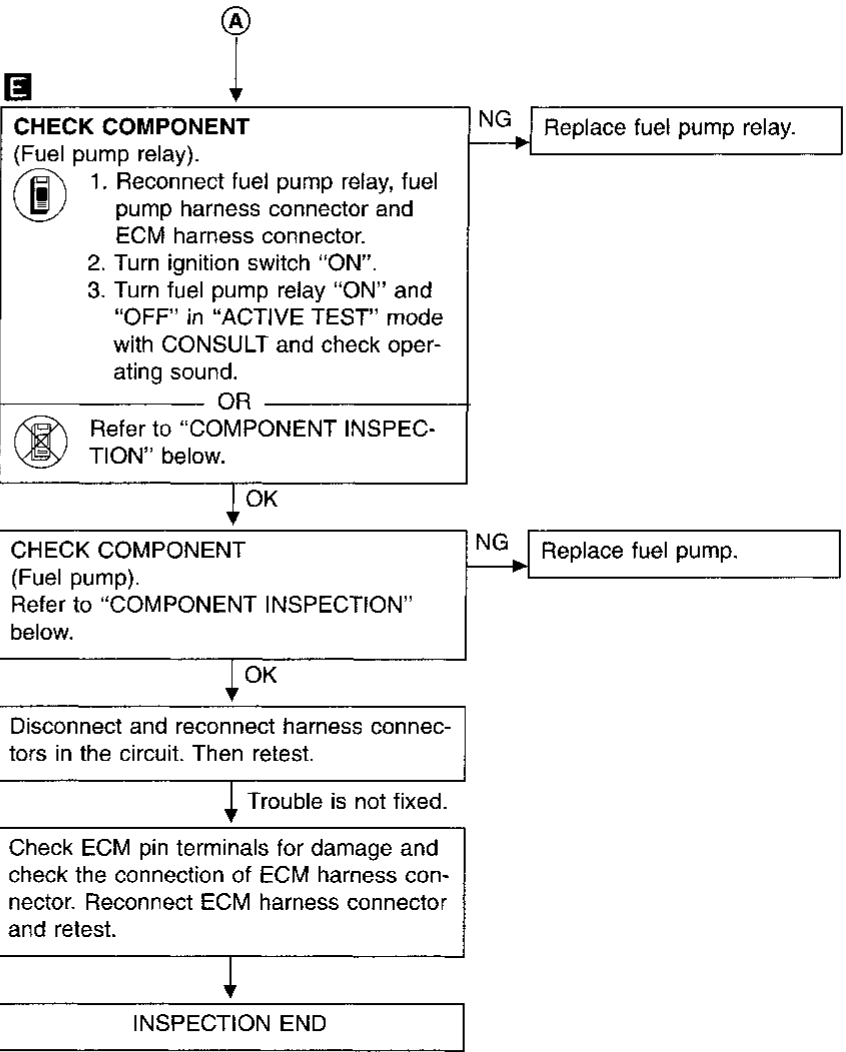 A
E
CHECK COMPONENT
NG
Replace fuel pump relay.
(Fuel pump relay).
1. Reconnect fuel pump relay, fuel
pump harness connector and
ECM harness connector.
2. Turn ignition switch “ON”.
3. Turn fuel pump relay “ON” and
“OFF” in “ACTIVE TEST” mode
with CONSULT and check oper-
ating sound.
OR
Refer to “COMPONENT INSPEC-
TION” below.
OK
CHECK COMPONENT
NG
Replace fuel pump.
(Fuel pump).
Refer to “COMPONENT INSPECTION”
below.
OK
Disconnect and reconnect harness connec-
tors in the circuit. Then retest.
Trouble is not fixed.
Check ECM pin terminals for damage and
check the connection of ECM harness con-
nector. Reconnect ECM harness connector
and retest.
INSPECTION END